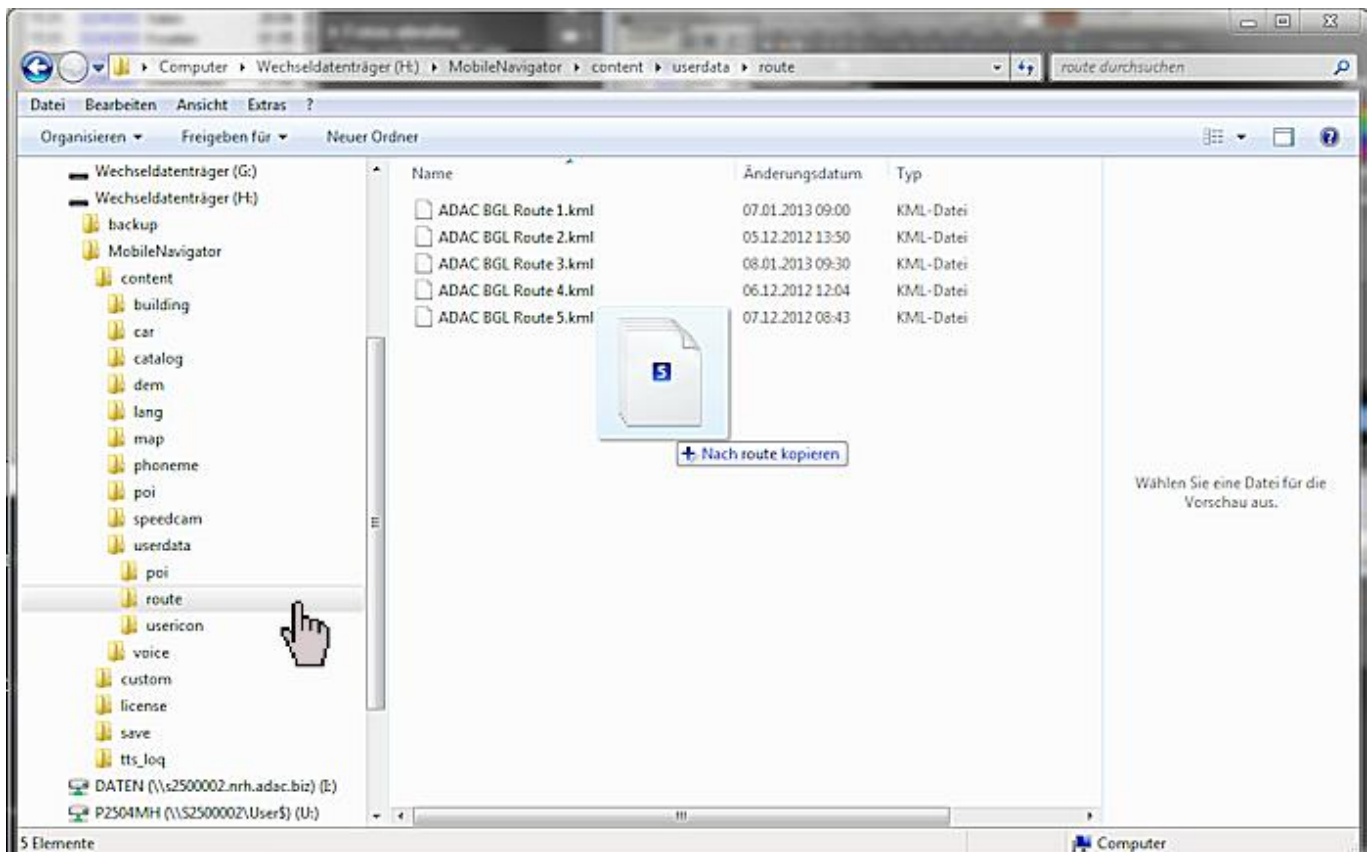 Computer ▸ Wechseldatenträger (H:) ▸ MobileNavigator ▸ content ▸ userdata ▸ route
route durchsuchen
Datei Bearbeiten Ansicht Extras ?
Organisieren Freigeben für Neuer Ordner
Wechseldatenträger (G:)
Wechseldatenträger (H:)
backup
MobileNavigator
content
building
car
catalog
dem
lang
map
phoneme
poi
speedcam
userdata
poi
route
usericon
voice
custom
license
save
tts_log
DATEN (\\s2500002.nrh.adac.biz) (E:)
P2504MH (\\S2500002\User$) (U:)
Name Änderungsdatum Typ
ADAC BGL Route 1.kml 07.01.2013 09:00 KML-Datei
ADAC BGL Route 2.kml 05.12.2012 13:50 KML-Datei
ADAC BGL Route 3.kml 08.01.2013 09:30 KML-Datei
ADAC BGL Route 4.kml 06.12.2012 12:04 KML-Datei
ADAC BGL Route 5.kml 07.12.2012 08:43 KML-Datei
5
Nach route kopieren
Wählen Sie eine Datei für die
Vorschau aus.
5 Elemente
Computer